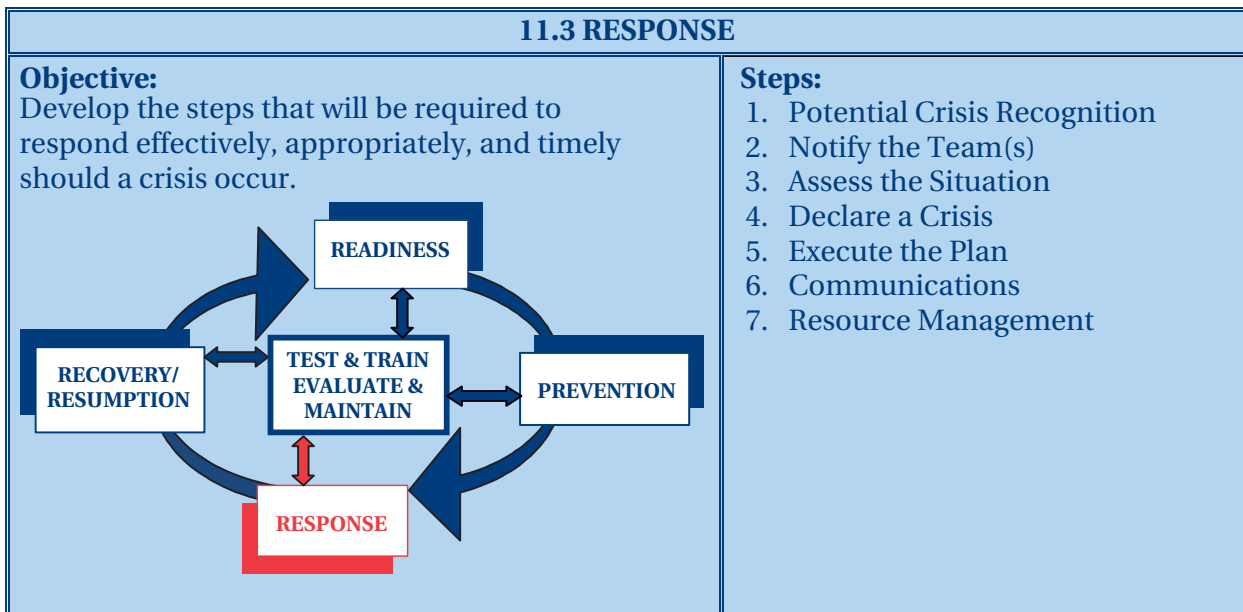 11.3 RESPONSE
Objective:
Develop the steps that will be required to
respond effectively, appropriately, and timely
should a crisis occur.
READINESS
RECOVERY/
RESUMPTION
TEST & TRAIN
EVALUATE &
MAINTAIN
PREVENTION
RESPONSE
Steps:
1. Potential Crisis Recognition
2. Notify the Team(s)
3. Assess the Situation
4. Declare a Crisis
5. Execute the Plan
6. Communications
7. Resource Management